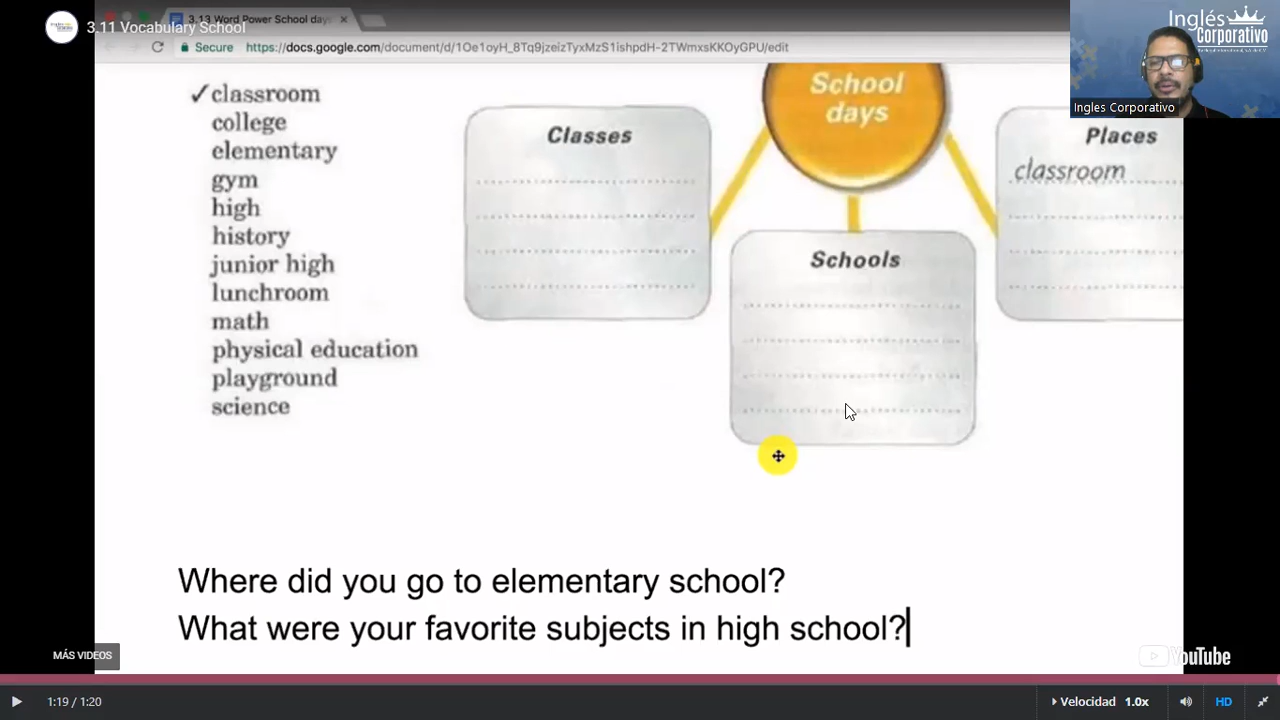 3.13 Word Power School days
3.11 Vocabulary School
Secure
https://docs.google.com/document/d/1Oe1oyH_8Tq9jzeizTyxMzS1ishpdH-2TWmxsKKOyGPU/edit
Inglés
Corporativo
Ingles Corporativo
✓classroom
college
elementary
gym
high
history
junior high
lunchroom
math
physical education
playground
science
School
days
Classes
Schools
Places
classroom
Where did you go to elementary school?
What were your favorite subjects in high school?
MÁS VIDEOS
YouTube
1:19 / 1:20
Velocidad 1.0x
HD